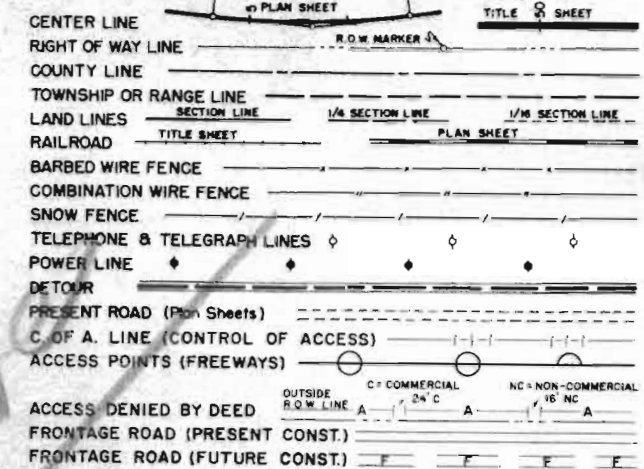 PLAN SHEET TITLE SHEET
CENTER LINE
RIGHT OF WAY LINE R.O.W. MARKER
COUNTY LINE
TOWNSHIP OR RANGE LINE
LAND LINES SECTION LINE 1/4 SECTION LINE 1/16 SECTION LINE
RAILROAD TITLE SHEET PLAN SHEET
BARBED WIRE FENCE
COMBINATION WIRE FENCE
SNOW FENCE
TELEPHONE & TELEGRAPH LINES
POWER LINE
DETOUR
PRESENT ROAD (Plan Sheets)
C. OF A. LINE (CONTROL OF ACCESS)
ACCESS POINTS (FREEWAYS)
C = COMMERCIAL NC = NON-COMMERCIAL
ACCESS DENIED BY DEED OUTSIDE R.O.W. LINE A 24' C A 16' NC A
FRONTAGE ROAD (PRESENT CONST.)
FRONTAGE ROAD (FUTURE CONST.) F F F F